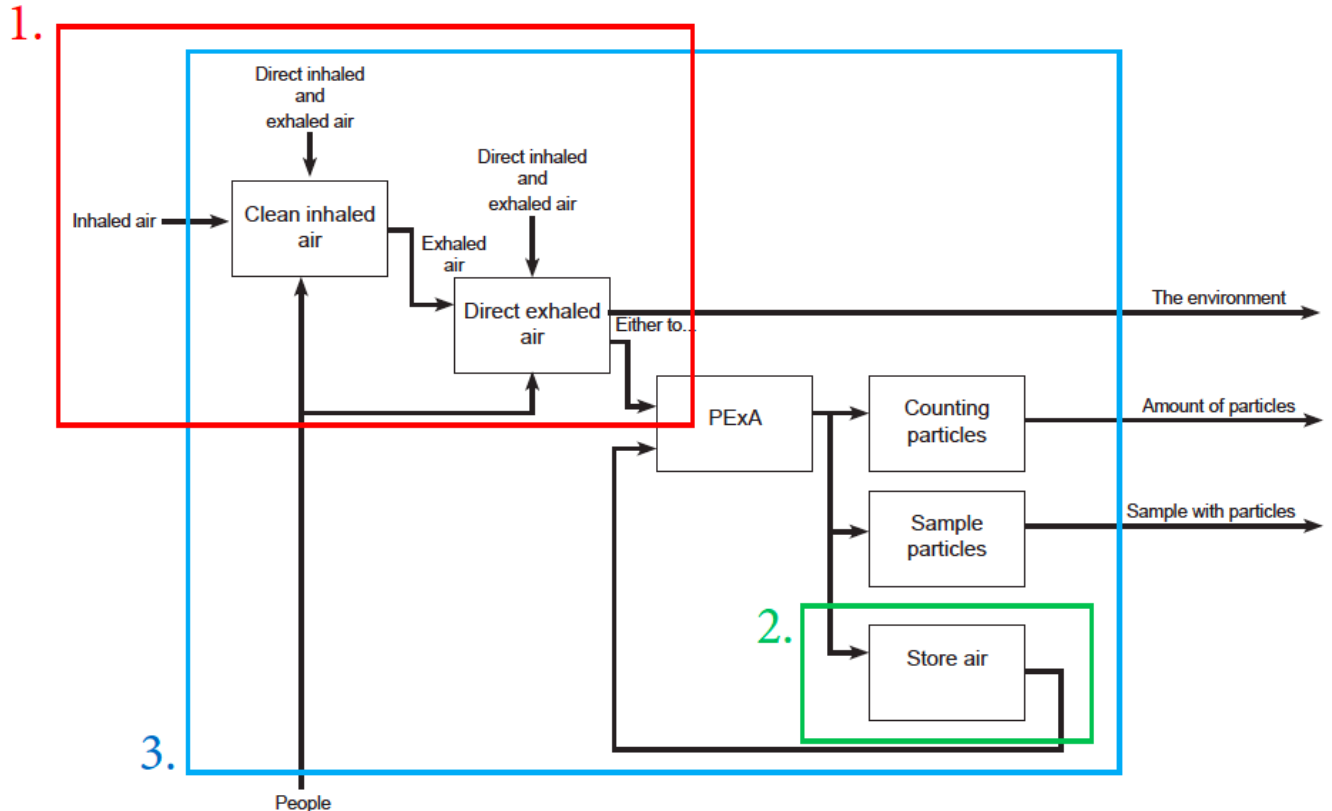 1.
Direct inhaled
and
exhaled air
Direct inhaled
and
exhaled air
Inhaled air
Clean inhaled
air
Exhaled
air
Direct exhaled
air
The environment
Either to...
PExA
Counting
particles
Amount of particles
Sample
particles
Sample with particles
2.
Store air
3.
People